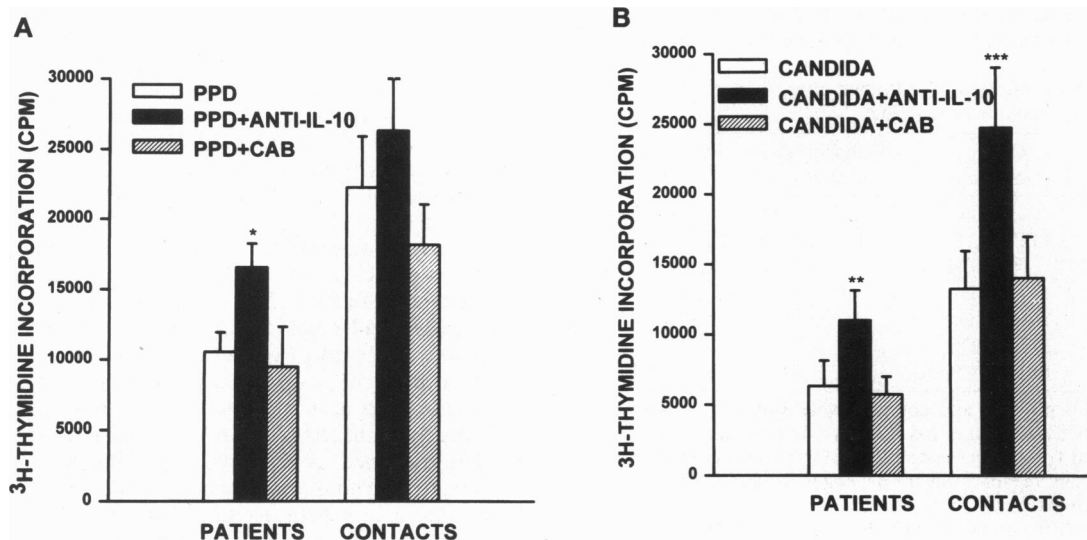 A
³H-THYMIDINE INCORPORATION (CPM)
30000
25000
20000
15000
10000
5000
0
PPD
PPD+ANTI-IL-10
PPD+CAB
*
PATIENTS
CONTACTS
B
3H-THYMIDINE INCORPORATION (CPM)
30000
25000
20000
15000
10000
5000
0
CANDIDA
CANDIDA+ANTI-IL-10
CANDIDA+CAB
**
***
PATIENTS
CONTACTS